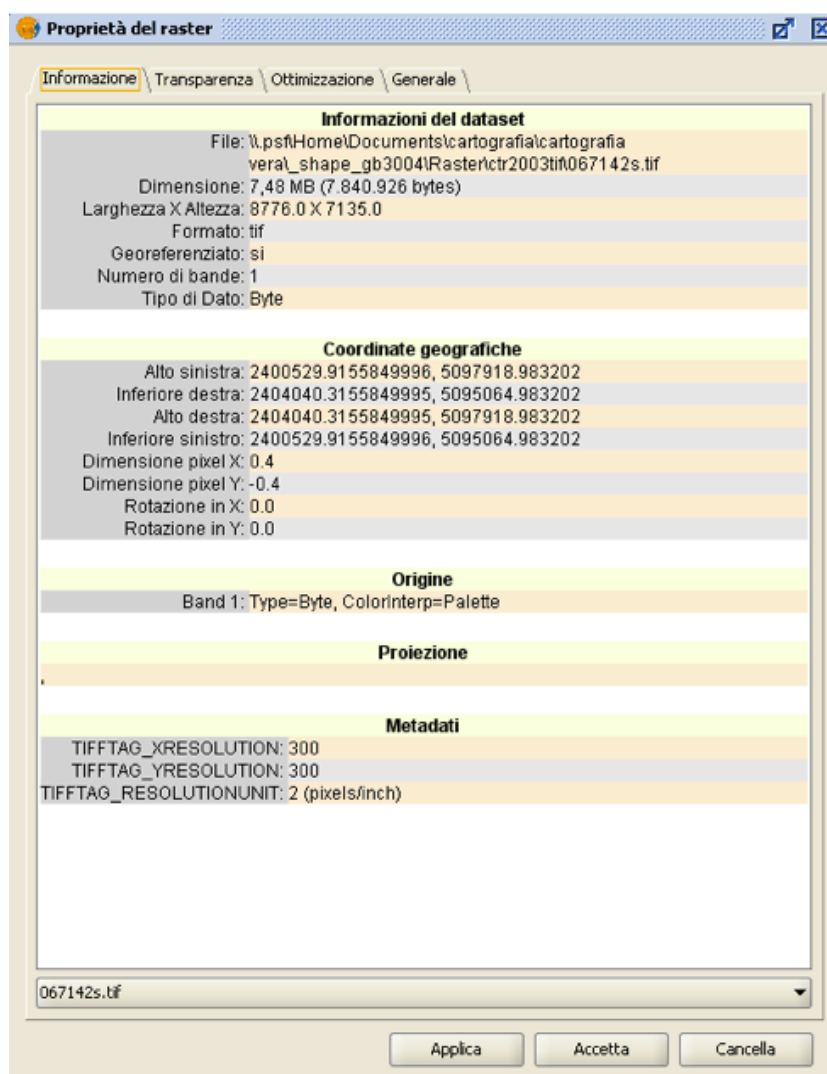 Proprietà del raster
Informazione Transparenza Ottimizzazione Generale
Informazioni del dataset
File: \\.psf\Home\Documents\cartografia\cartografia
vera\_shape_gb3004\Raster\ctr2003tif\067142s.tif
Dimensione: 7,48 MB (7.840.926 bytes)
Larghezza X Altezza: 8776.0 X 7135.0
Formato: tif
Georeferenziato: si
Numero di bande: 1
Tipo di Dato: Byte
Coordinate geografiche
Alto sinistra: 2400529.9155849996, 5097918.983202
Inferiore destra: 2404040.3155849995, 5095064.983202
Alto destra: 2404040.3155849995, 5097918.983202
Inferiore sinistro: 2400529.9155849996, 5095064.983202
Dimensione pixel X: 0.4
Dimensione pixel Y: -0.4
Rotazione in X: 0.0
Rotazione in Y: 0.0
Origine
Band 1: Type=Byte, ColorInterp=Palette
Proiezione
Metadati
TIFFTAG_XRESOLUTION: 300
TIFFTAG_YRESOLUTION: 300
TIFFTAG_RESOLUTIONUNIT: 2 (pixels/inch)
067142s.tif
Applica Accetta Cancella